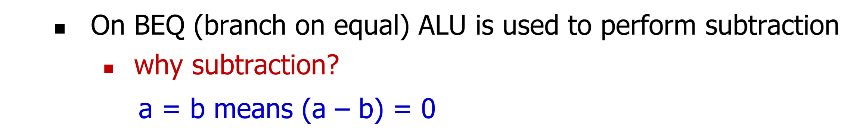 ▪ On BEQ (branch on equal) ALU is used to perform subtraction
▪ why subtraction?
a = b means (a – b) = 0